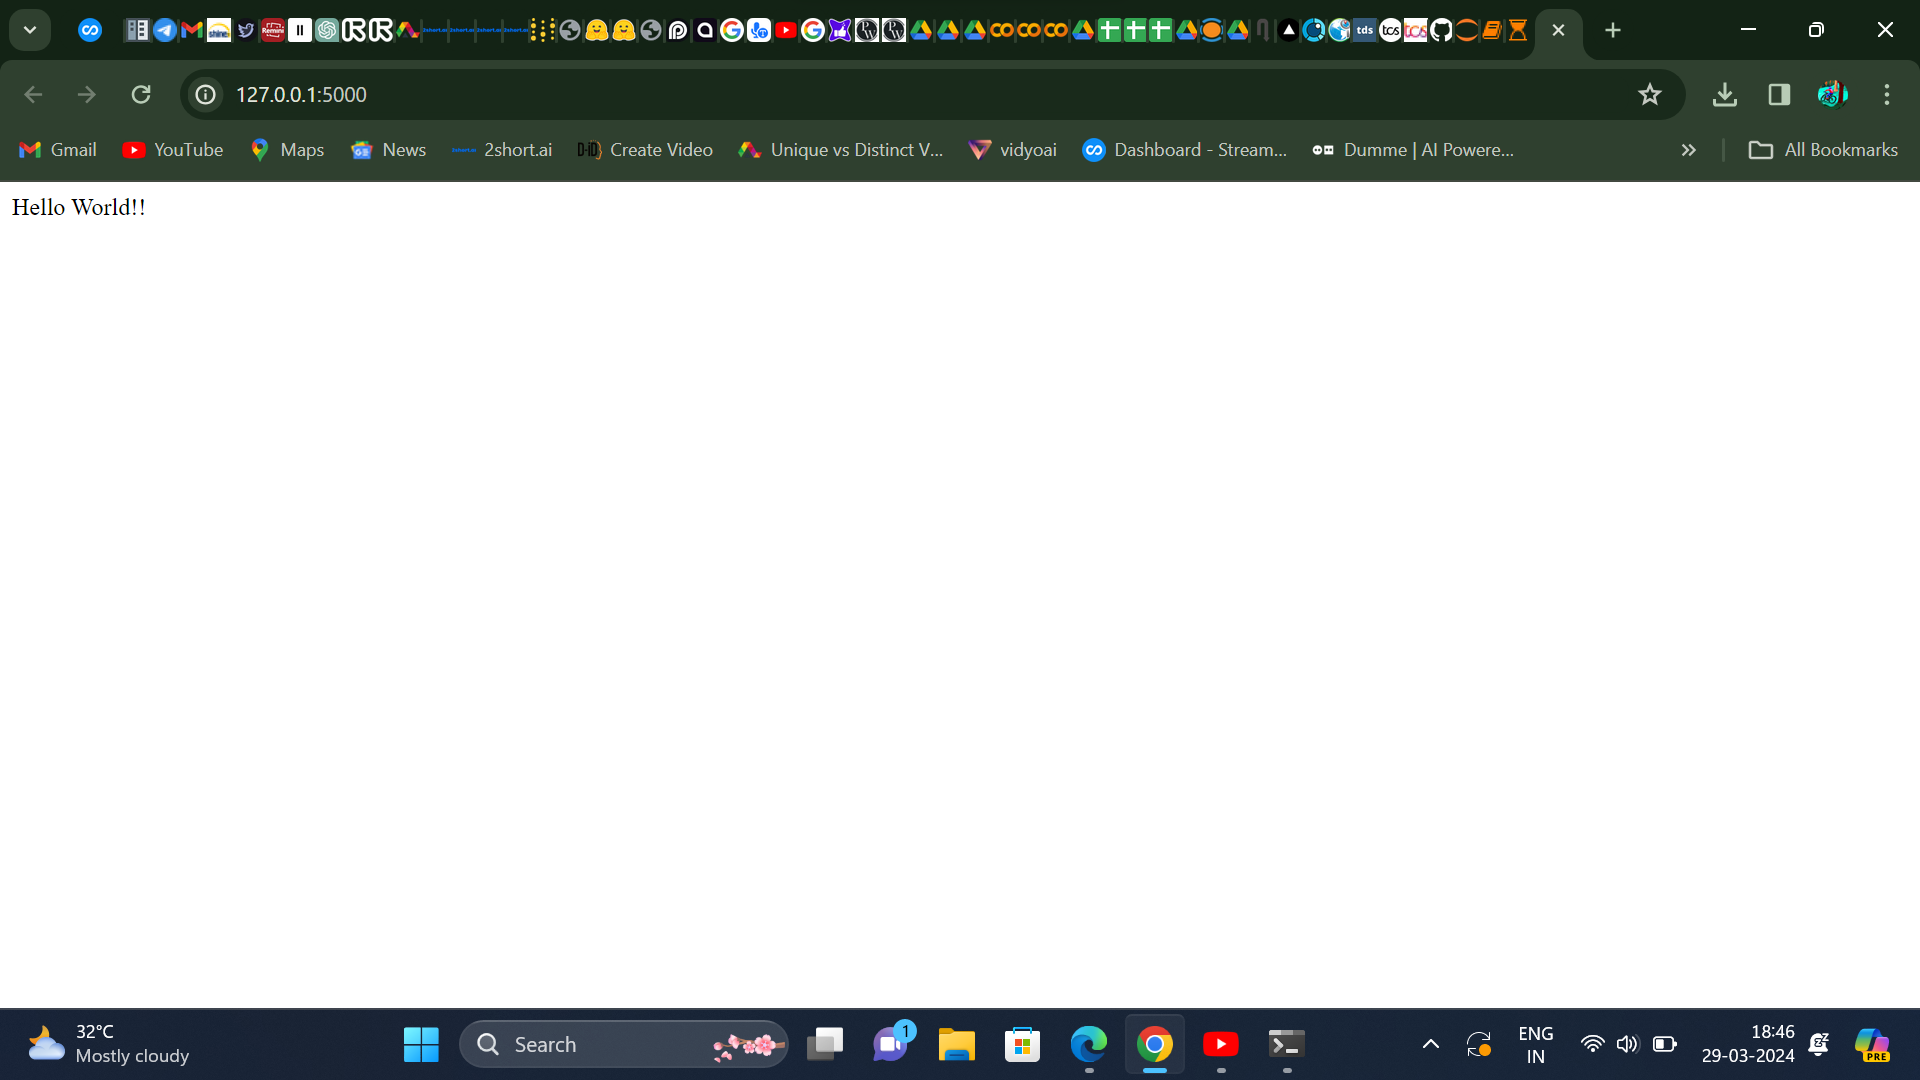 127.0.0.1:5000
Gmail YouTube Maps News 2short.ai Create Video Unique vs Distinct V... vidyoai Dashboard - Stream... Dumme | AI Powere... All Bookmarks
Hello World!!
32°C
Mostly cloudy
Search
1
ENG
IN
18:46
29-03-2024
PRE